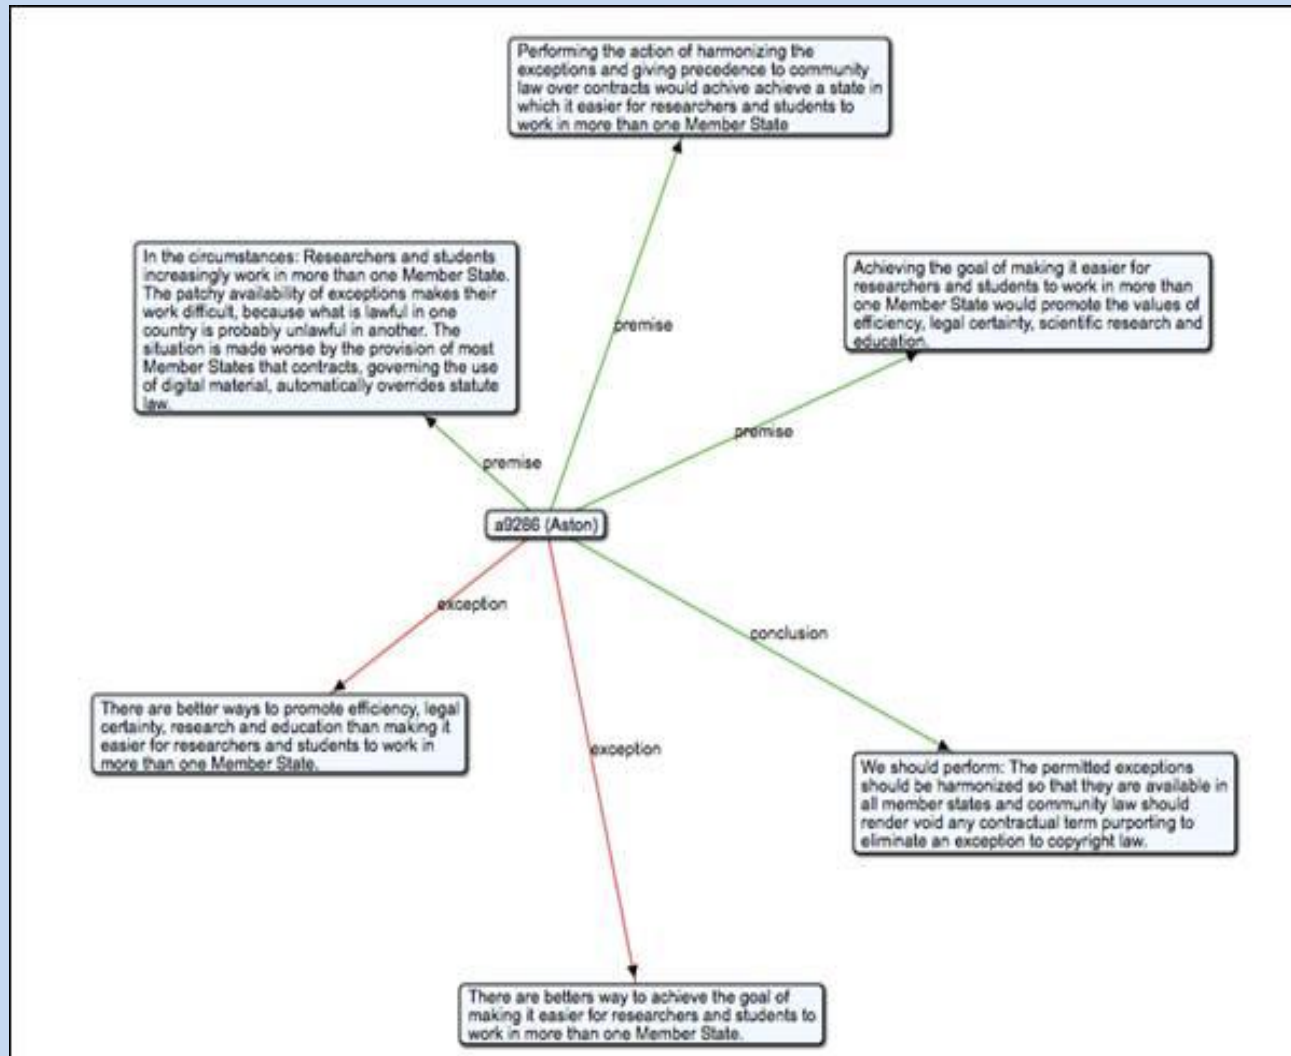 Performing the action of harmonizing the
exceptions and giving precedence to community
law over contracts would achive achieve a state in
which it easier for researchers and students to
work in more than one Member State
In the circumstances: Researchers and students
increasingly work in more than one Member State.
The patchy availability of exceptions makes their
work difficult, because what is lawful in one
country is probably unlawful in another. The
situation is made worse by the provision of most
Member States that contracts, governing the use
of digital material, automatically overrides statute
law.
Achieving the goal of making it easier for
researchers and students to work in more than
one Member State would promote the values of
efficiency, legal certainty, scientific research and
education.
premise
premise
premise
a9286 (Aston)
exception
conclusion
There are better ways to promote efficiency, legal
certainty, research and education than making it
easier for researchers and students to work in
more than one Member State.
exception
We should perform: The permitted exceptions
should be harmonized so that they are available in
all member states and community law should
render void any contractual term purporting to
eliminate an exception to copyright law.
There are betters way to achieve the goal of
making it easier for researchers and students to
work in more than one Member State.